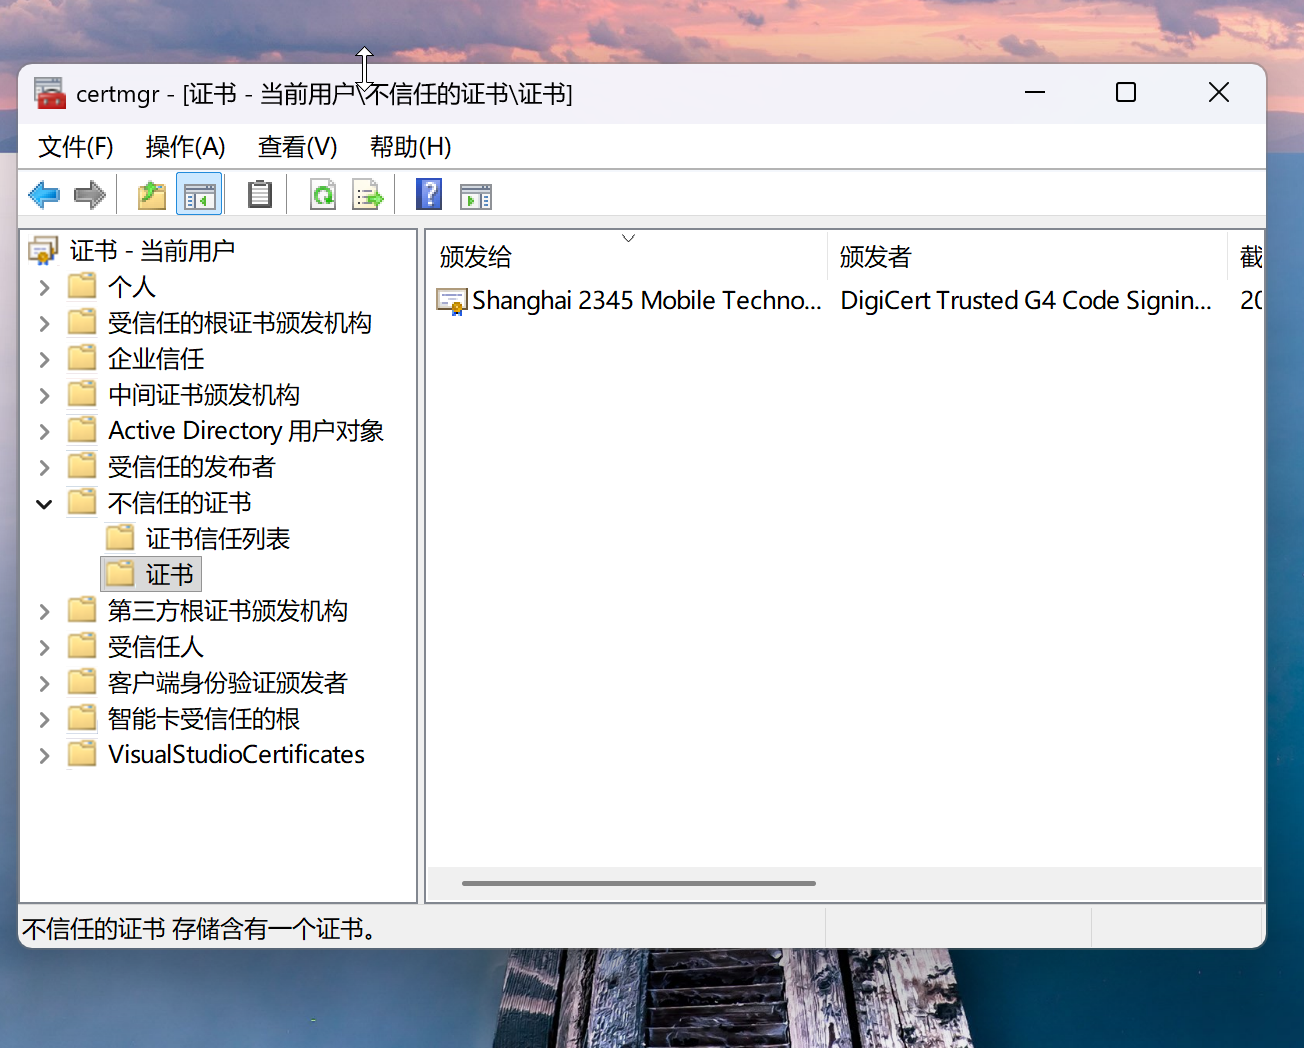 certmgr - [证书 - 当前用户\不信任的证书\证书]
文件(F) 操作(A) 查看(V) 帮助(H)
证书 - 当前用户
个人
受信任的根证书颁发机构
企业信任
中间证书颁发机构
Active Directory 用户对象
受信任的发布者
不信任的证书
证书信任列表
证书
第三方根证书颁发机构
受信任人
客户端身份验证颁发者
智能卡受信任的根
VisualStudioCertificates
颁发给 颁发者 截
Shanghai 2345 Mobile Techno... DigiCert Trusted G4 Code Signin... 20
不信任的证书 存储含有一个证书。